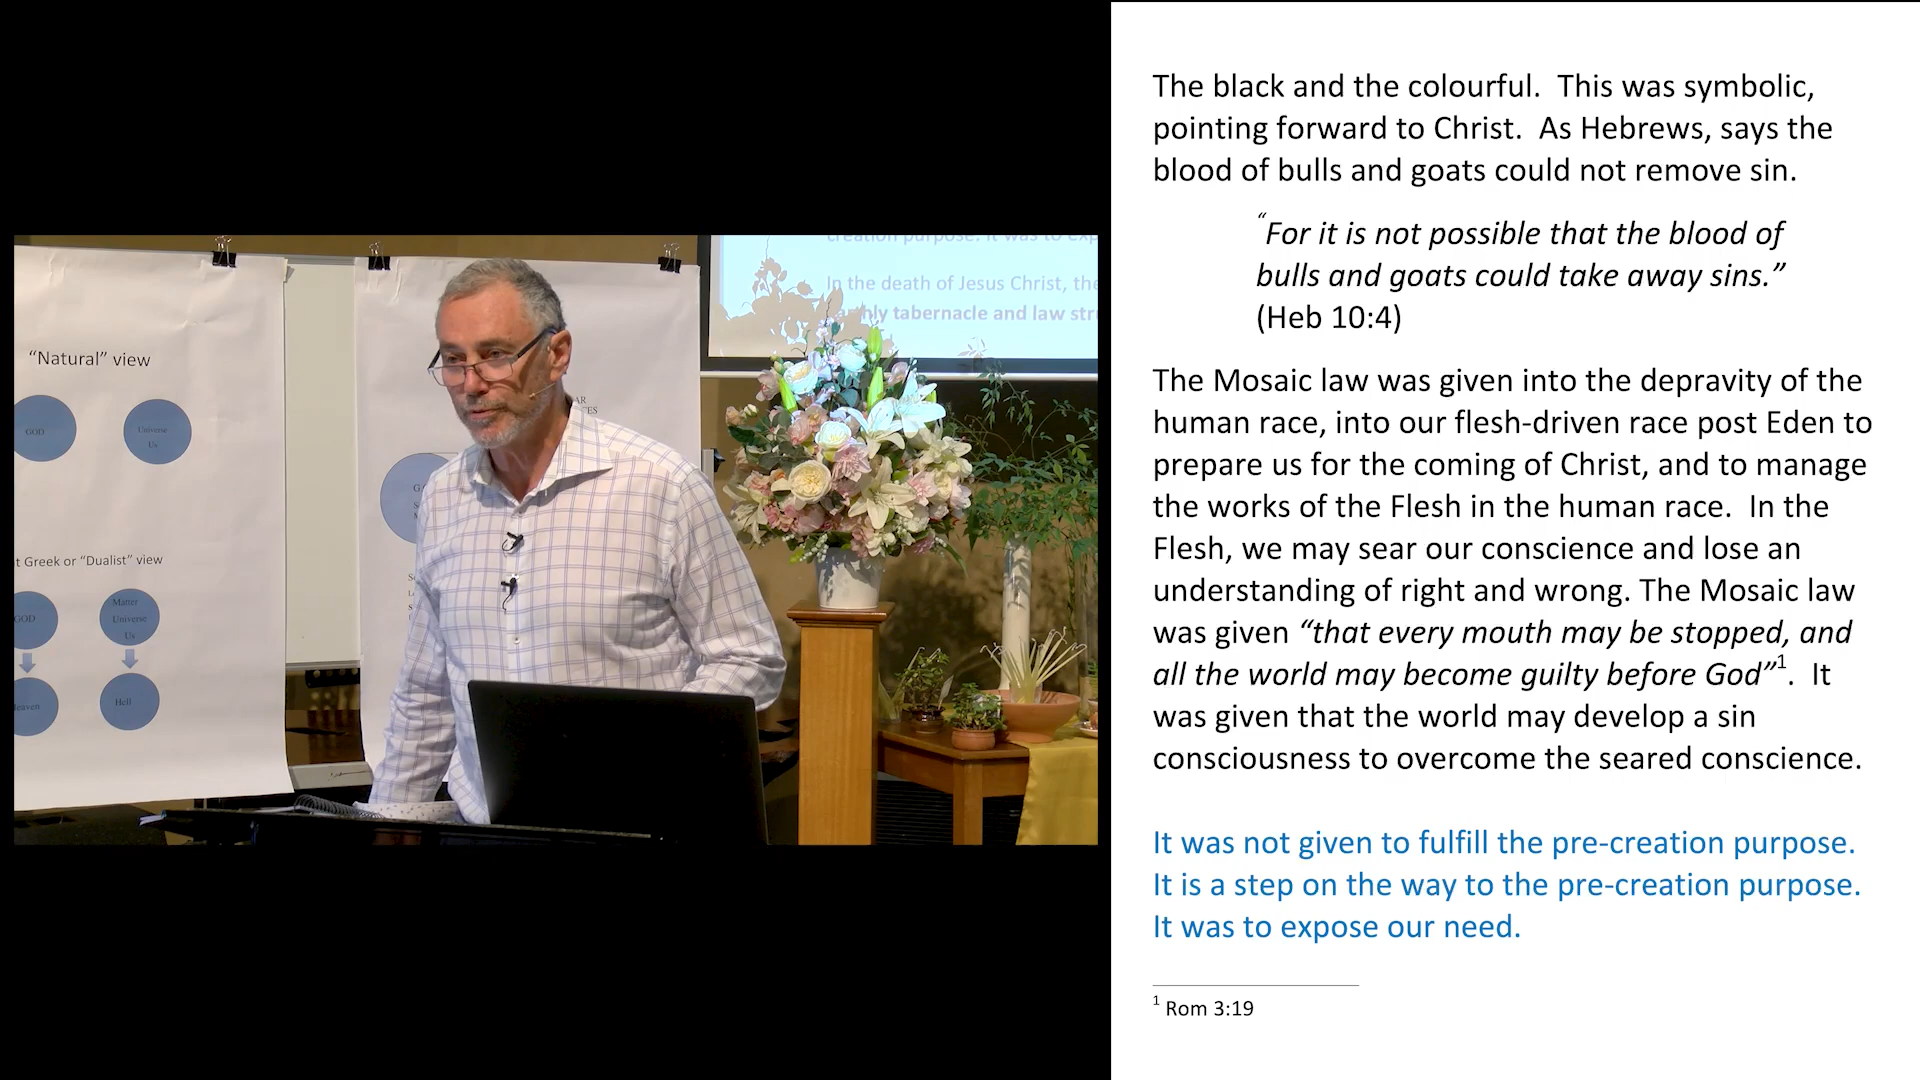 The black and the colourful.  This was symbolic,
pointing forward to Christ.  As Hebrews, says the
blood of bulls and goats could not remove sin.
“For it is not possible that the blood of
bulls and goats could take away sins.”
(Heb 10:4)
The Mosaic law was given into the depravity of the
human race, into our flesh-driven race post Eden to
prepare us for the coming of Christ, and to manage
the works of the Flesh in the human race.  In the
Flesh, we may sear our conscience and lose an
understanding of right and wrong. The Mosaic law
was given “that every mouth may be stopped, and
all the world may become guilty before God”1.  It
was given that the world may develop a sin
consciousness to overcome the seared conscience.
It was not given to fulfill the pre-creation purpose.
It is a step on the way to the pre-creation purpose.
It was to expose our need.
1 Rom 3:19
“Natural” view
GOD
Universe
Us
t Greek or “Dualist” view
GOD
Matter
Universe
Us
Hell
In the death of Jesus Christ, the
tabernacle and law